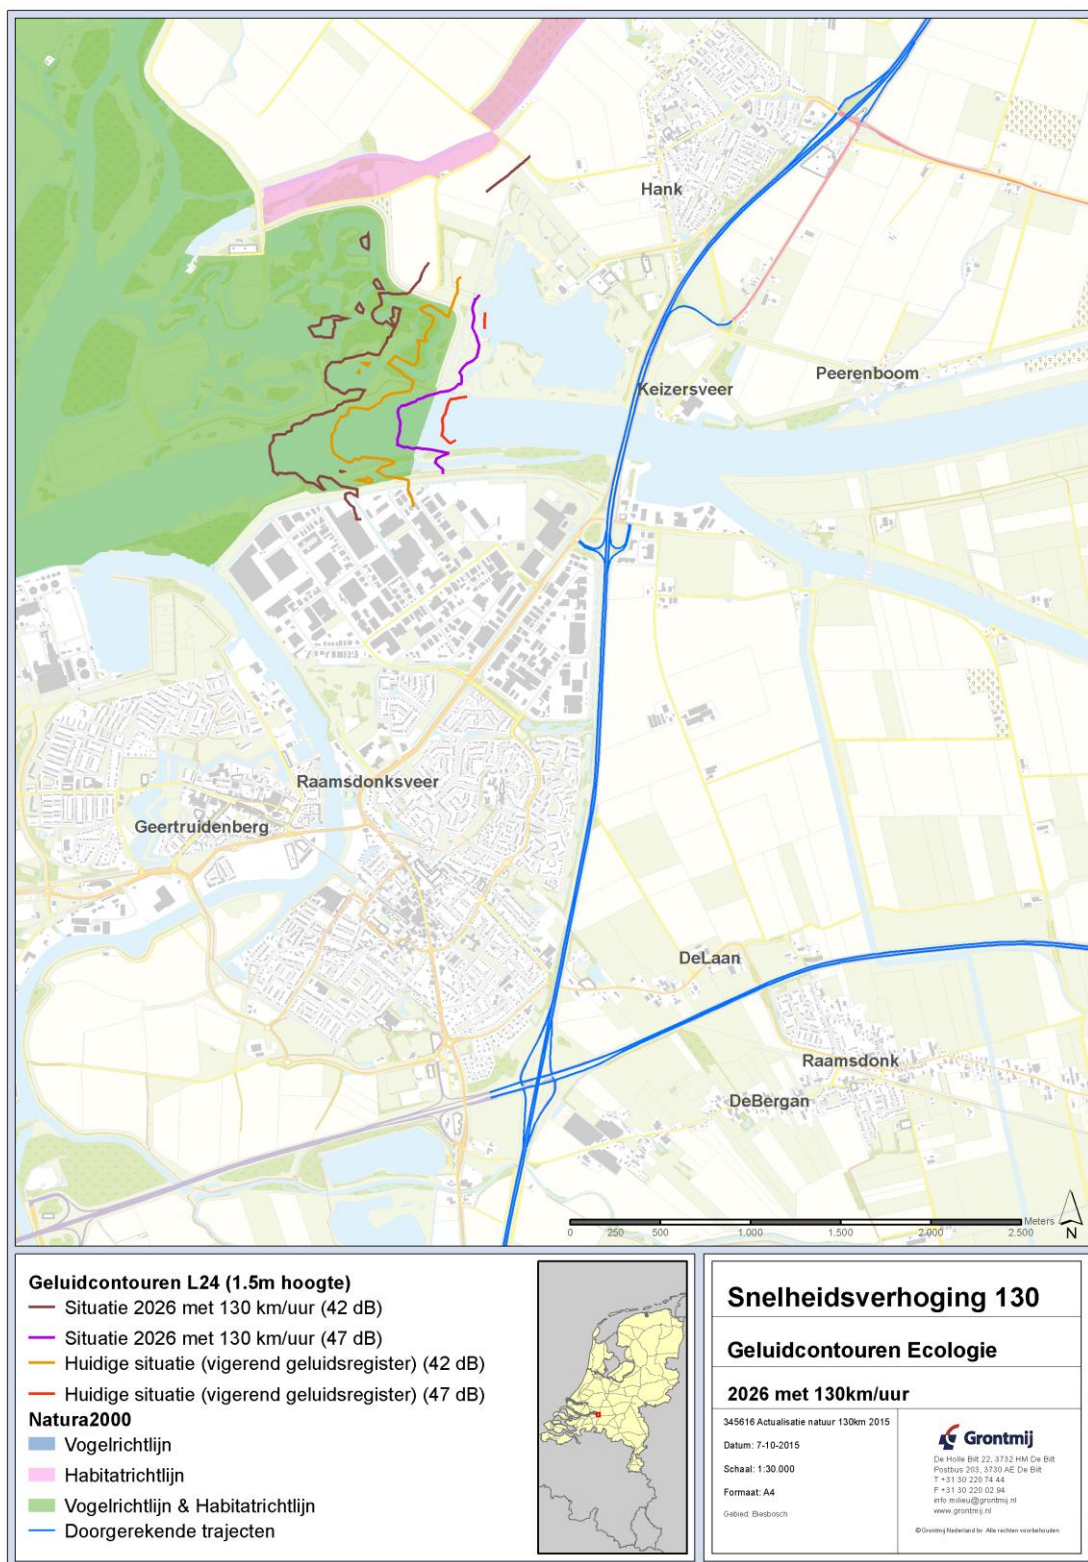 Hank
Keizersveer
Peerenboom
Raamsdonksveer
Geertruidenberg
DeLaan
Raamsdonk
DeBergan
Meters
0 250 500 1.000 1.500 2.000 2.500
N
Geluidcontouren L24 (1.5m hoogte)
Situatie 2026 met 130 km/uur (42 dB)
Situatie 2026 met 130 km/uur (47 dB)
Huidige situatie (vigerend geluidsregister) (42 dB)
Huidige situatie (vigerend geluidsregister) (47 dB)
Natura2000
Vogelrichtlijn
Habitatrichtlijn
Vogelrichtlijn & Habitatrichtlijn
Doorgerekende trajecten
Snelheidsverhoging 130
Geluidcontouren Ecologie
2026 met 130km/uur
345616 Actualisatie natuur 130km 2015
Datum: 7-10-2015
Schaal: 1:30.000
Formaat: A4
Gebied: Biesbosch
Grontmij
De Holle Bilt 22, 3732 HM De Bilt
Postbus 203, 3730 AE De Bilt
T +31 30 220 74 44
F +31 30 220 02 94
info.milieu@grontmij.nl
www.grontmij.nl
© Grontmij Nederland bv. Alle rechten voorbehouden.